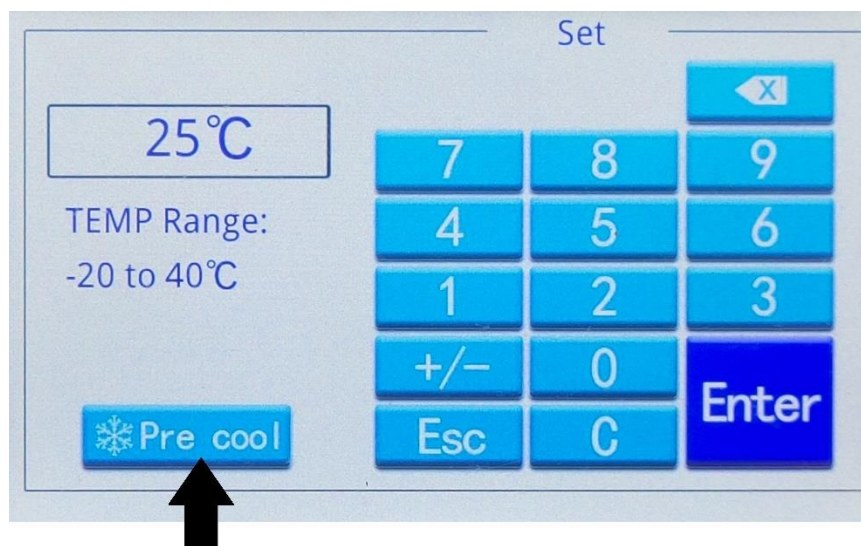 Set
X
25℃
7 8 9
TEMP Range:
4 5 6
-20 to 40℃
1 2 3
+/- 0
Enter
Pre cool
Esc C